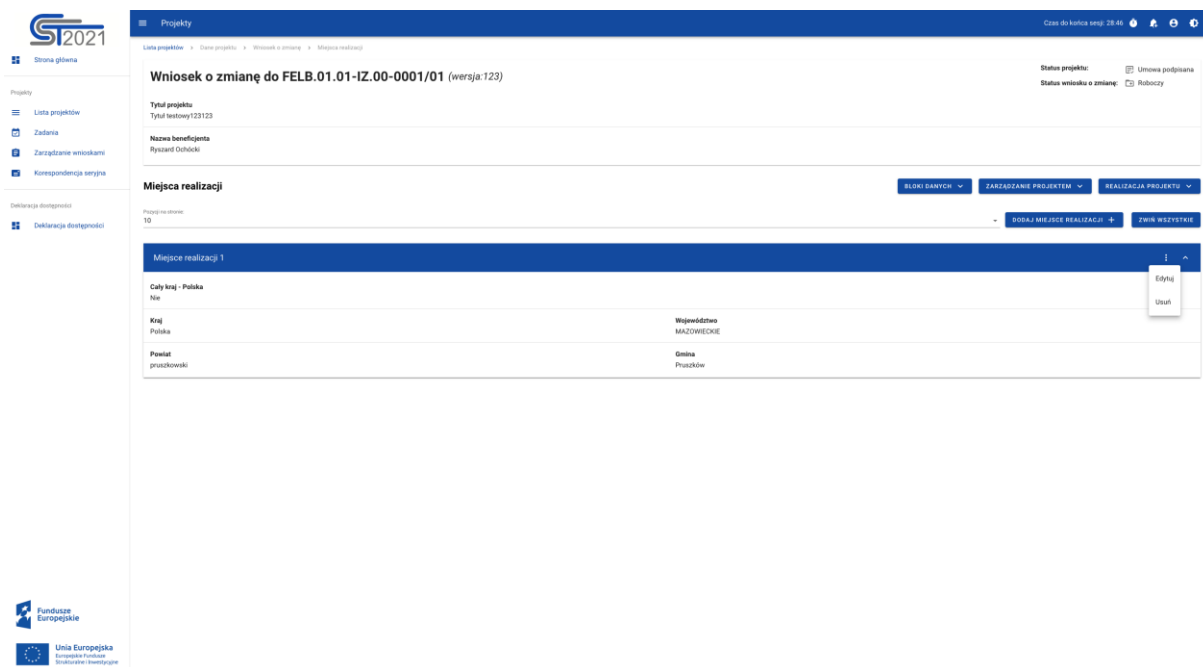 SST2021
Projekty
Czas do końca sesji: 28:46
Strona główna
Projekty
Lista projektów
Zadania
Zarządzanie wnioskami
Korespondencja seryjna
Deklaracja dostępności
Deklaracja dostępności
Lista projektów > Dane projektu > Wniosek o zmianę > Miejsca realizacji
Wniosek o zmianę do FELB.01.01-IZ.00-0001/01 (wersja:123)
Status projektu: Umowa podpisana
Status wniosku o zmianę: Roboczy
Tytuł projektu
Tytuł testowy123123
Nazwa beneficjenta
Ryszard Ochócki
Miejsca realizacji
BLOKI DANYCH
ZARZĄDZANIE PROJEKTEM
REALIZACJA PROJEKTU
Pozycji na stronie:
10
DODAJ MIEJSCE REALIZACJI +
ZWIŃ WSZYSTKIE
Miejsce realizacji 1
Edytuj
Usuń
Cały kraj - Polska
Nie
Kraj
Polska
Województwo
MAZOWIECKIE
Powiat
pruszkowski
Gmina
Pruszków
Fundusze
Europejskie
Unia Europejska
Europejskie Fundusze
Strukturalne i Inwestycyjne